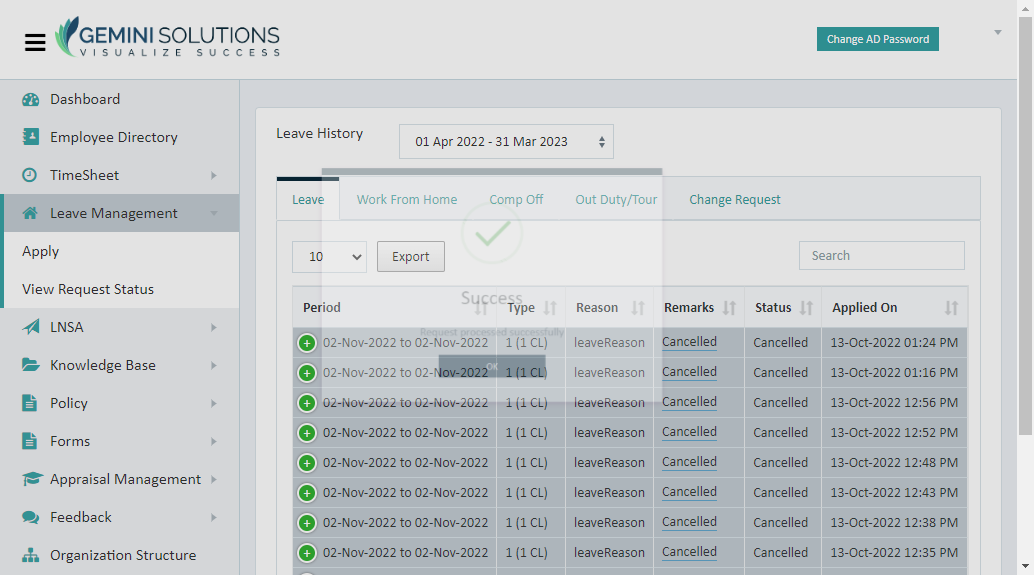 GEMINI SOLUTIONS
VISUALIZE SUCCESS
Change AD Password
Dashboard
Employee Directory
TimeSheet
Leave Management
Apply
View Request Status
LNSA
Knowledge Base
Policy
Forms
Appraisal Management
Feedback
Organization Structure
Leave History
01 Apr 2022 - 31 Mar 2023
Leave Work From Home Comp Off Out Duty/Tour Change Request
10 Export Search
Success
Request processed successfully
OK
Period Type Reason Remarks Status Applied On
02-Nov-2022 to 02-Nov-2022 1 (1 CL) leaveReason Cancelled Cancelled 13-Oct-2022 01:24 PM
02-Nov-2022 to 02-Nov-2022 1 (1 CL) leaveReason Cancelled Cancelled 13-Oct-2022 01:16 PM
02-Nov-2022 to 02-Nov-2022 1 (1 CL) leaveReason Cancelled Cancelled 13-Oct-2022 12:56 PM
02-Nov-2022 to 02-Nov-2022 1 (1 CL) leaveReason Cancelled Cancelled 13-Oct-2022 12:52 PM
02-Nov-2022 to 02-Nov-2022 1 (1 CL) leaveReason Cancelled Cancelled 13-Oct-2022 12:48 PM
02-Nov-2022 to 02-Nov-2022 1 (1 CL) leaveReason Cancelled Cancelled 13-Oct-2022 12:43 PM
02-Nov-2022 to 02-Nov-2022 1 (1 CL) leaveReason Cancelled Cancelled 13-Oct-2022 12:38 PM
02-Nov-2022 to 02-Nov-2022 1 (1 CL) leaveReason Cancelled Cancelled 13-Oct-2022 12:35 PM